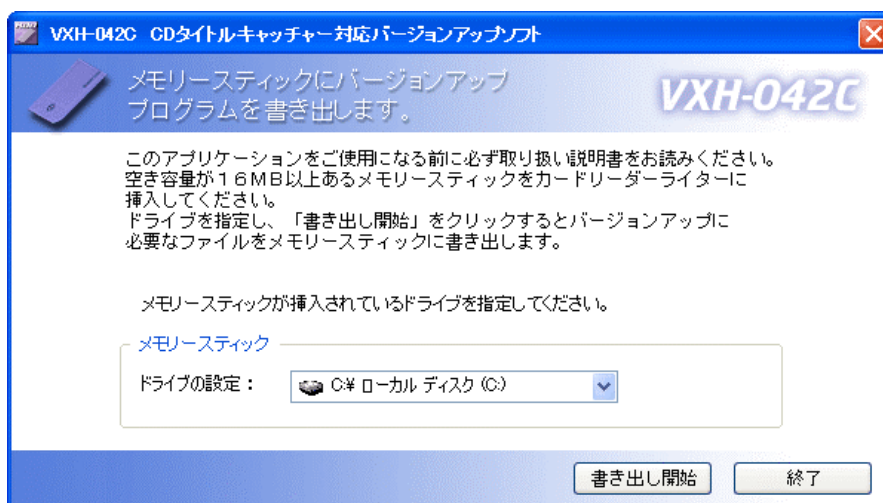 VXH-042C CDタイトルキャッチャー対応バージョンアップソフト
メモリースティックにバージョンアップ
プログラムを書き出します。
VXH-042C
このアプリケーションをご使用になる前に必ず取り扱い説明書をお読みください。
空き容量が16MB以上あるメモリースティックをカードリーダーライターに
挿入してください。
ドライブを指定し、「書き出し開始」をクリックするとバージョンアップに
必要なファイルをメモリースティックに書き出します。
メモリースティックが挿入されているドライブを指定してください。
メモリースティック
ドライブの設定：
C:¥ ローカル ディスク (C:)
書き出し開始
終了